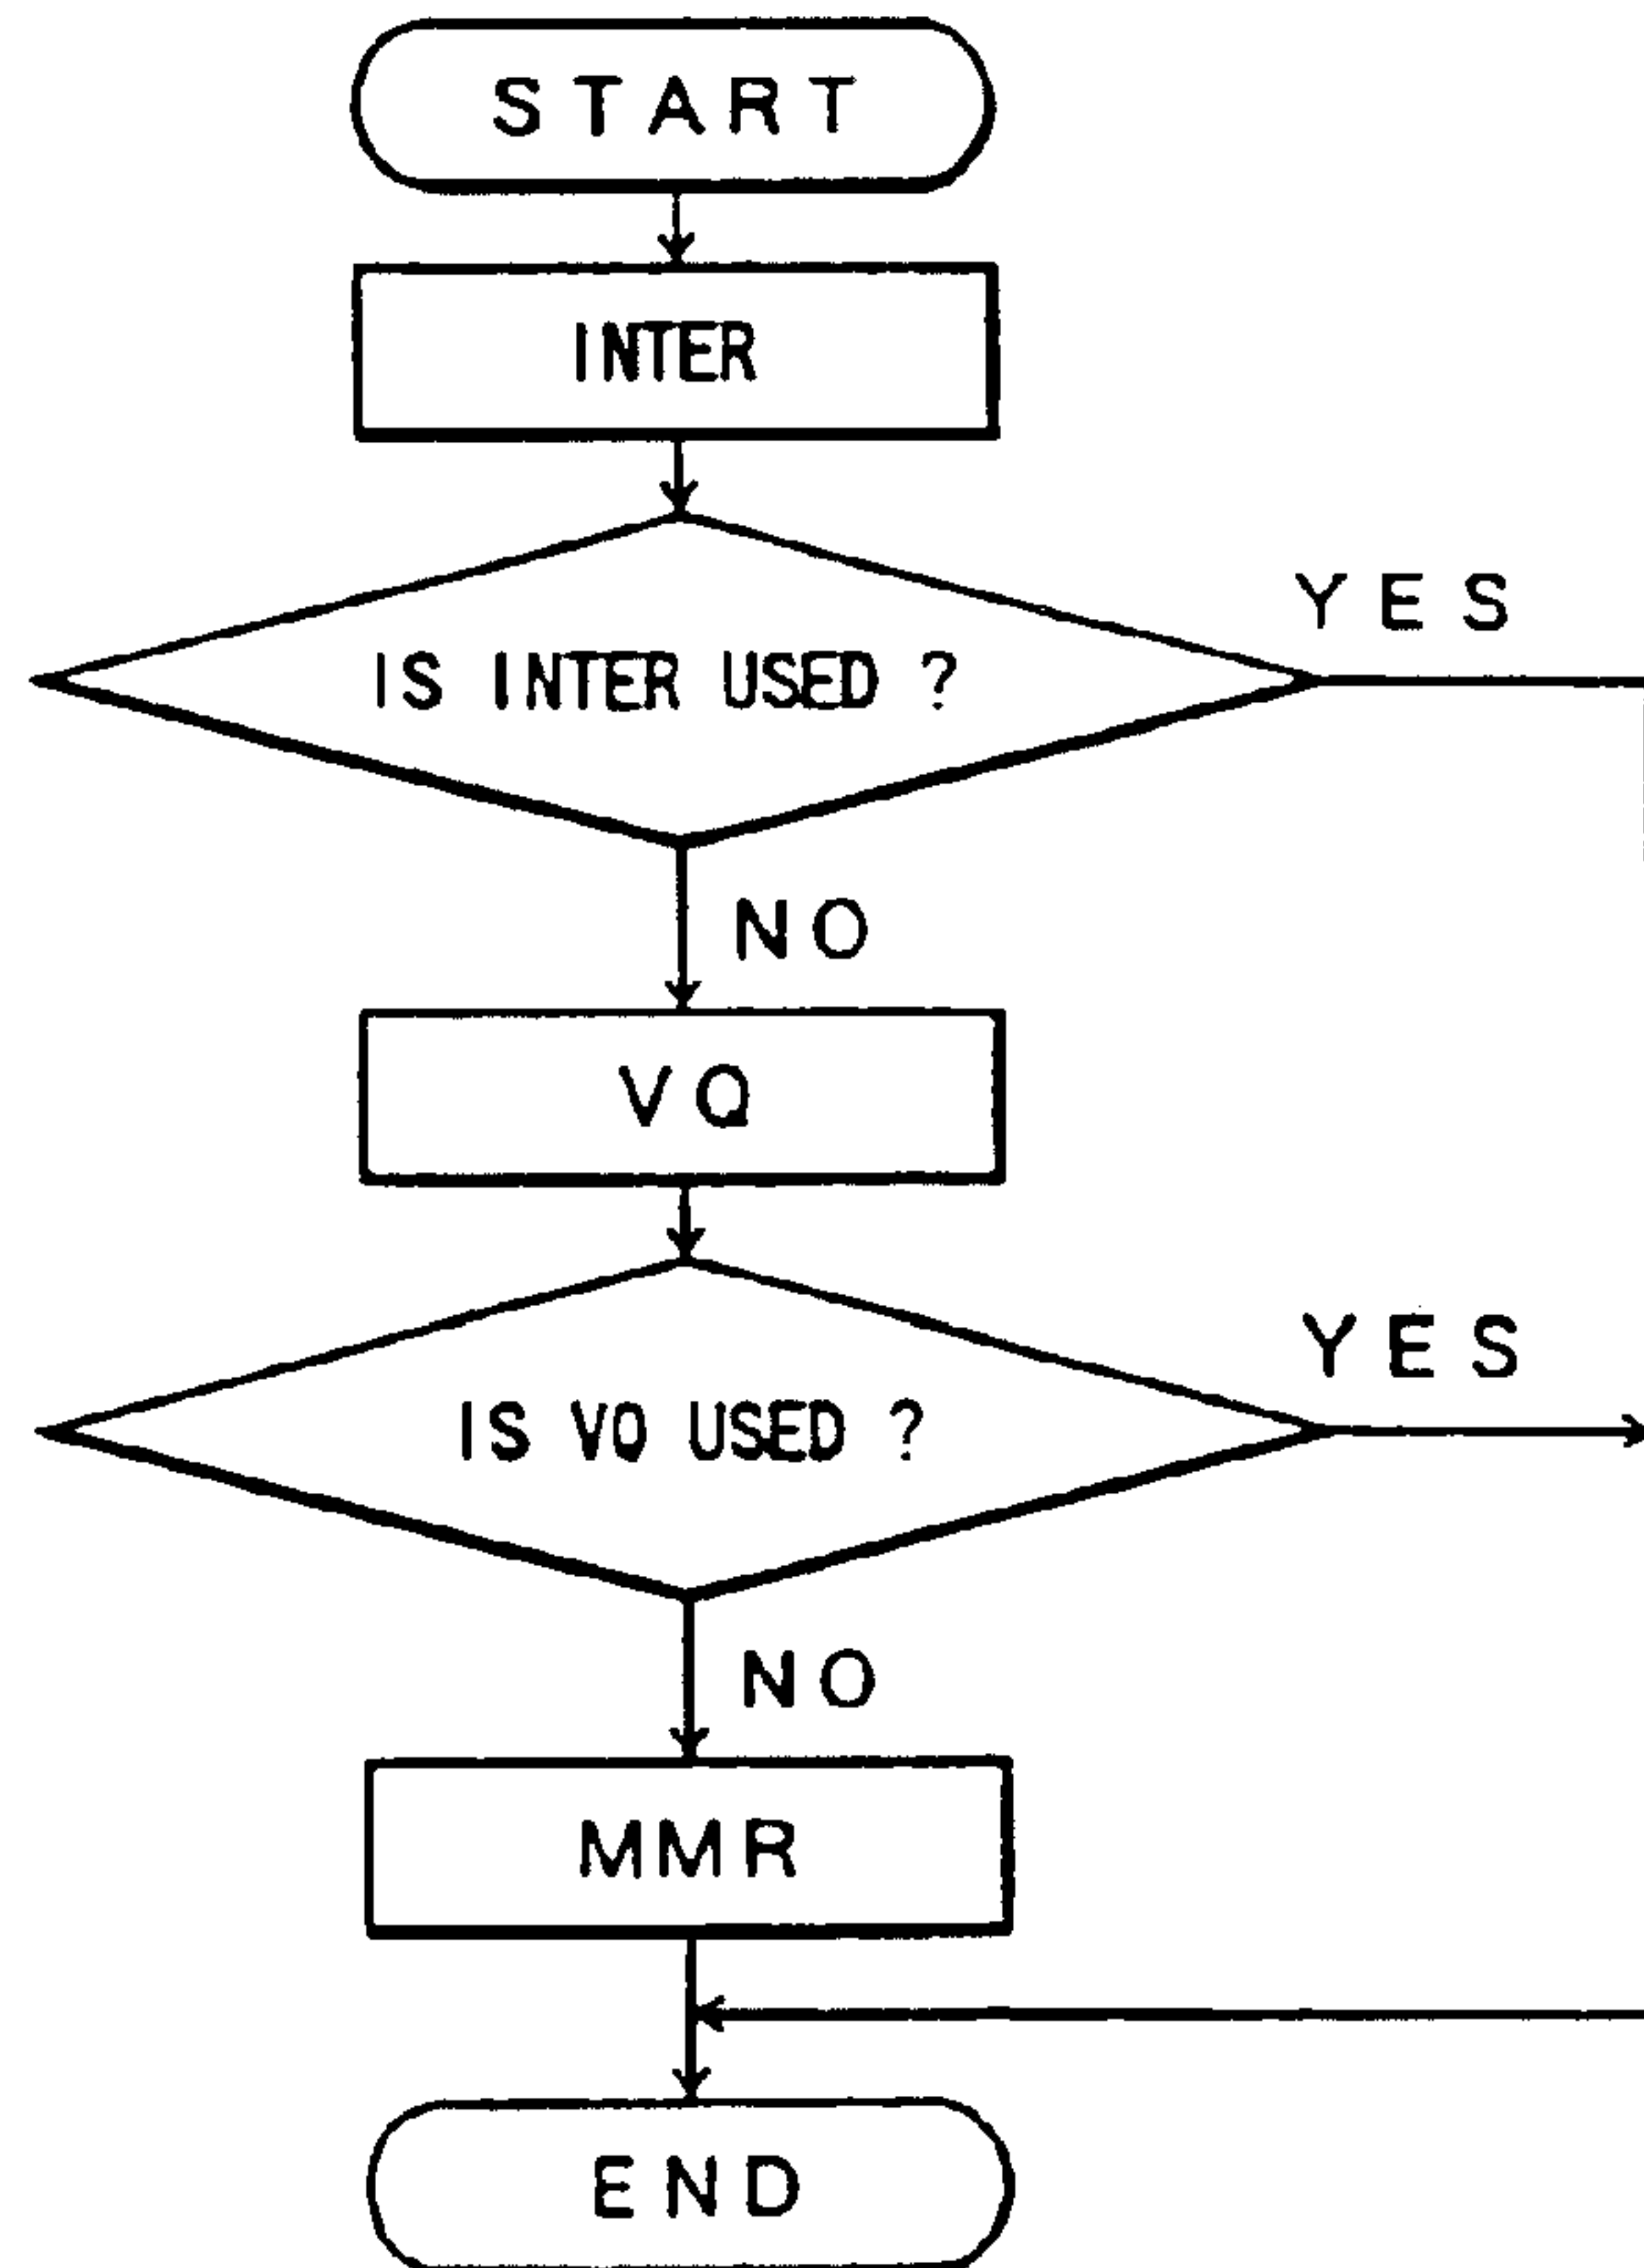 START
INTER
YES
IS INTER USED ?
NO
VQ
YES
IS VQ USED ?
NO
MMR
END